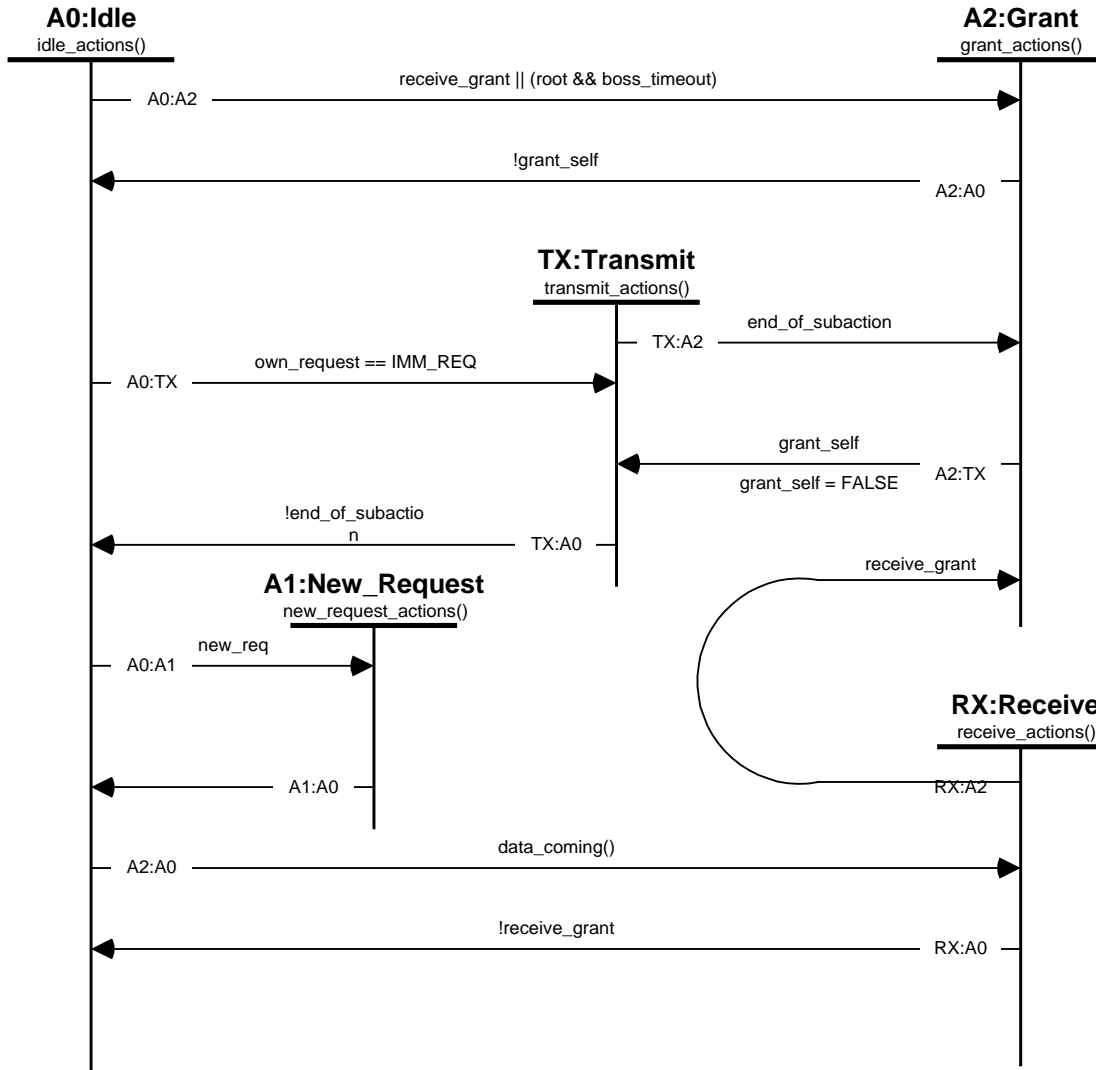 A0:Idle
idle_actions()
A2:Grant
grant_actions()
receive_grant || (root && boss_timeout)
A0:A2
!grant_self
A2:A0
TX:Transmit
transmit_actions()
end_of_subaction
TX:A2
own_request == IMM_REQ
A0:TX
grant_self
A2:TX
grant_self = FALSE
!end_of_subactio
n
TX:A0
receive_grant
A1:New_Request
new_request_actions()
new_req
A0:A1
RX:Receive
receive_actions()
RX:A2
A1:A0
data_coming()
A2:A0
!receive_grant
RX:A0